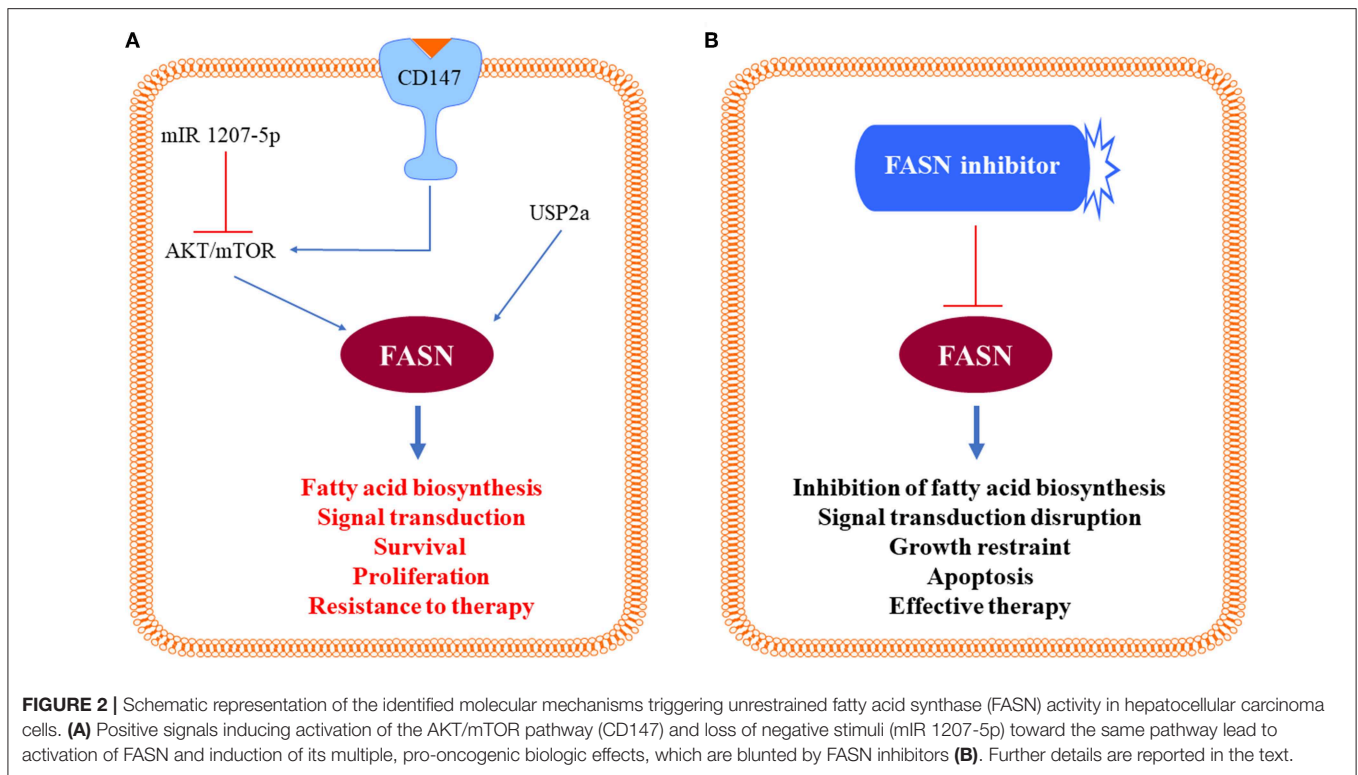 A
CD147
mIR 1207-5p
USP2a
AKT/mTOR
FASN
Fatty acid biosynthesis
Signal transduction
Survival
Proliferation
Resistance to therapy
B
FASN inhibitor
FASN
Inhibition of fatty acid biosynthesis
Signal transduction disruption
Growth restraint
Apoptosis
Effective therapy
FIGURE 2 | Schematic representation of the identified molecular mechanisms triggering unrestrained fatty acid synthase (FASN) activity in hepatocellular carcinoma
cells. (A) Positive signals inducing activation of the AKT/mTOR pathway (CD147) and loss of negative stimuli (mIR 1207-5p) toward the same pathway lead to
activation of FASN and induction of its multiple, pro-oncogenic biologic effects, which are blunted by FASN inhibitors (B). Further details are reported in the text.